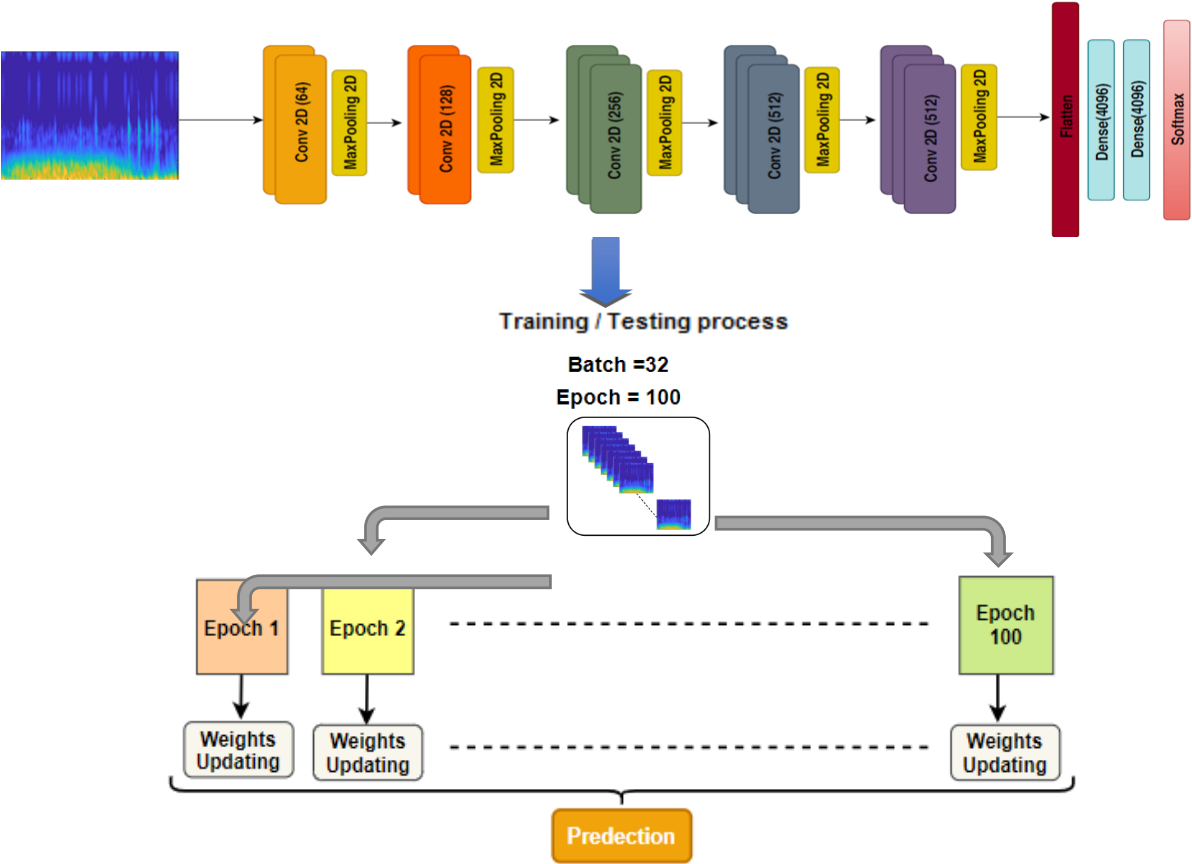 Conv 2D (64)
MaxPooling 2D
Conv 2D (128)
MaxPooling 2D
Conv 2D (256)
MaxPooling 2D
Conv 2D (512)
MaxPooling 2D
Conv 2D (512)
MaxPooling 2D
Flatten
Dense(4096)
Dense(4096)
Softmax
Training / Testing process
Batch =32
Epoch = 100
Epoch 1
Epoch 2
Epoch
100
Weights
Updating
Weights
Updating
Weights
Updating
Predection